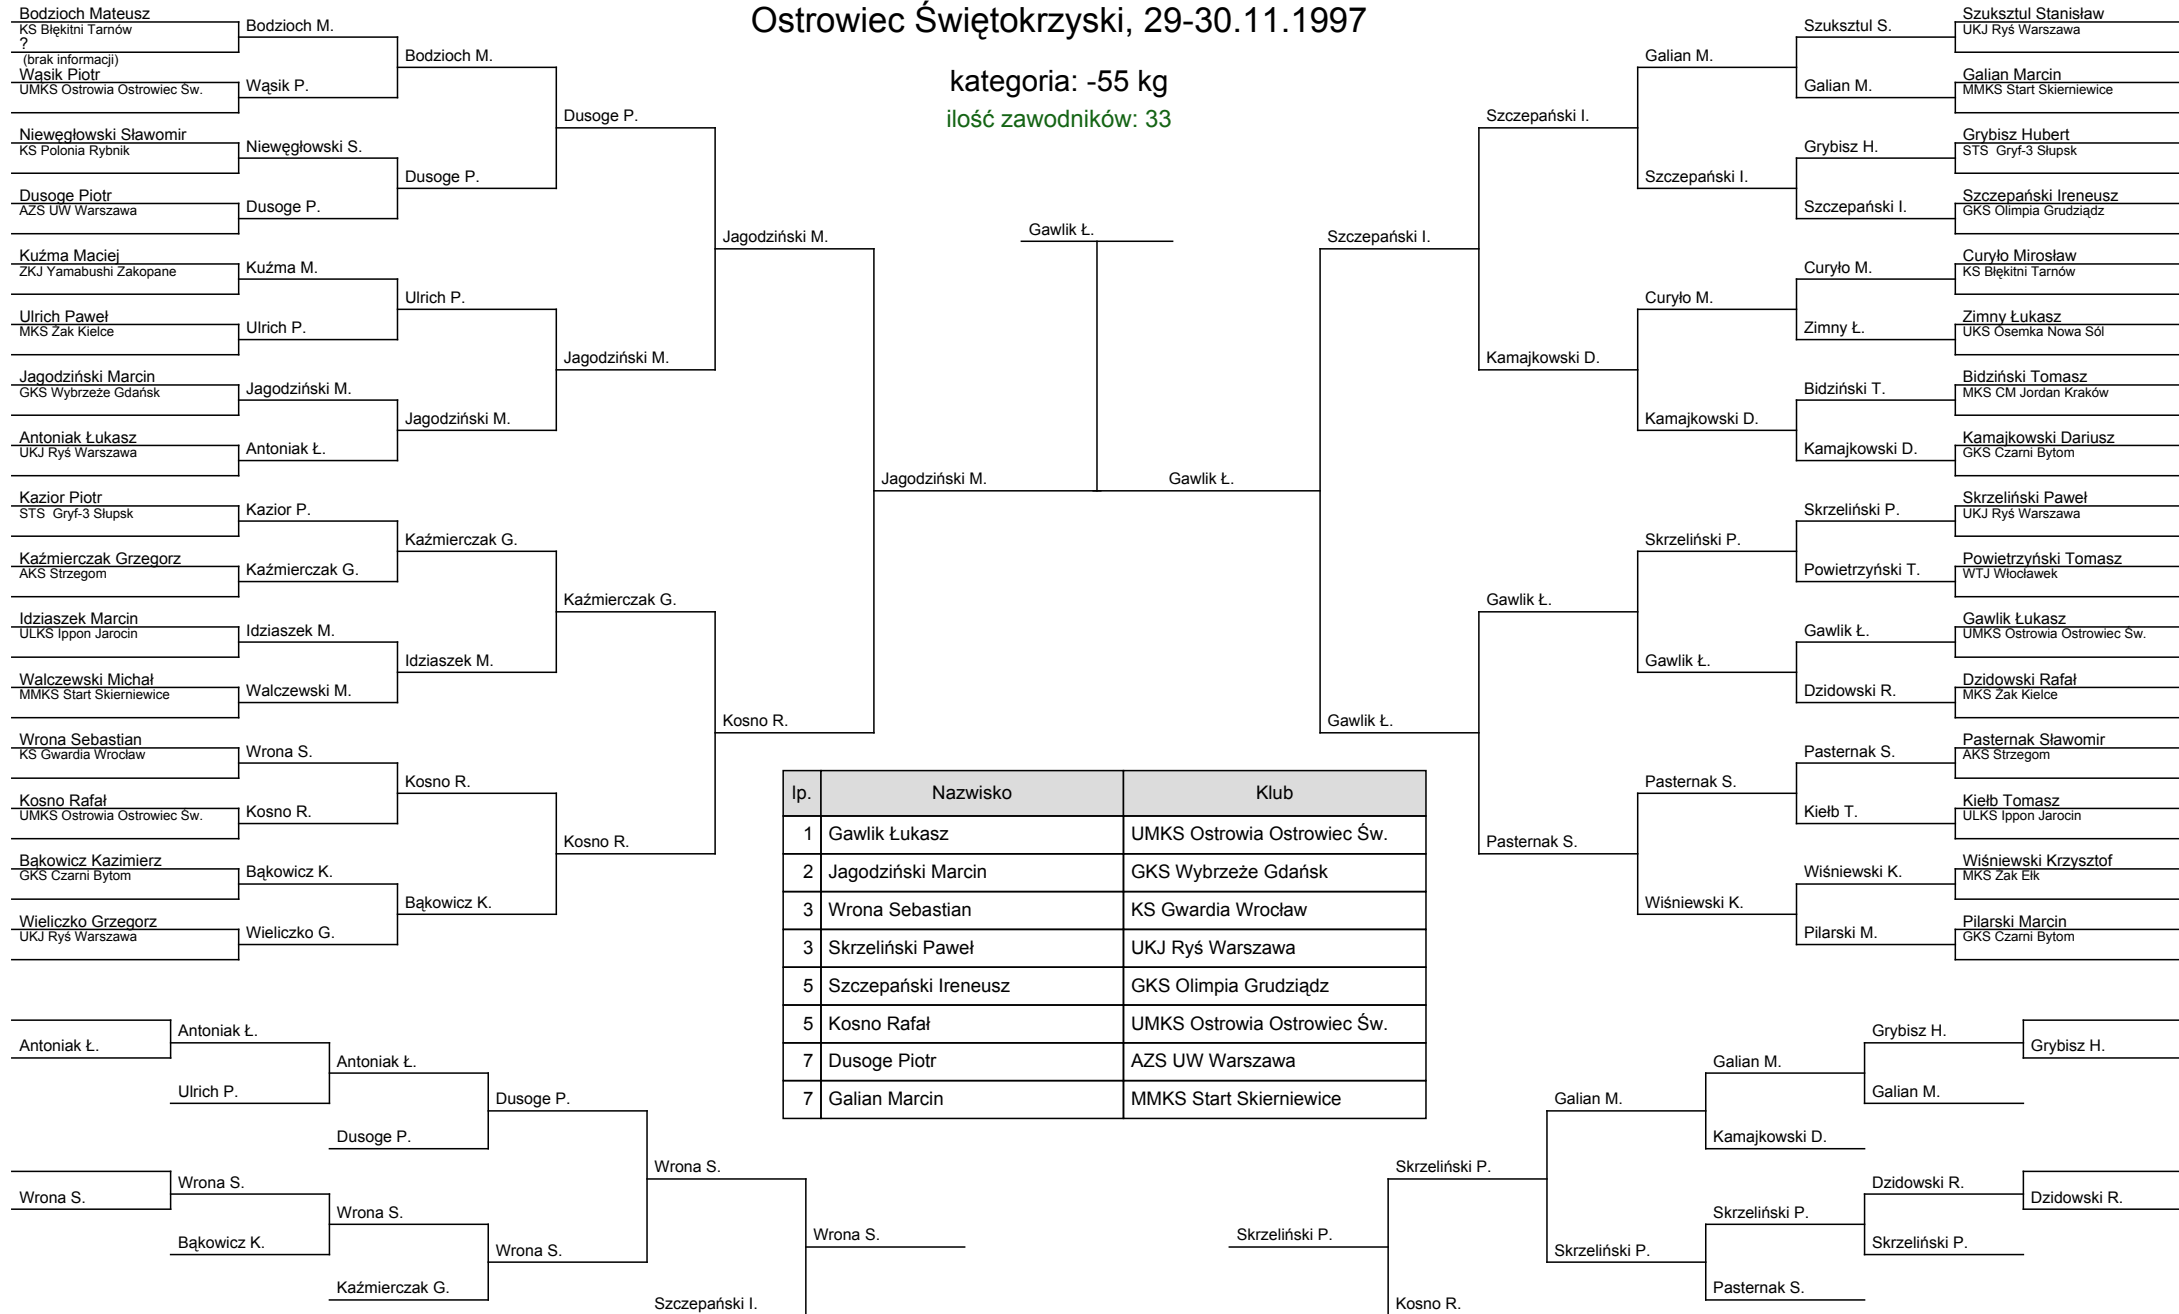 Ostrowiec Świętokrzyski, 29-30.11.1997
kategoria: -55 kg
ilość zawodników: 33
Bodzioch Mateusz
KS Błękitni Tarnów
?
(brak informacji)
Wąsik Piotr
UMKS Ostrovia Ostrowiec Św.
Niewęgłowski Sławomir
KS Polonia Rybnik
Dusoge Piotr
AZS UW Warszawa
Kuźma Maciej
ZKJ Yamabushi Zakopane
Ulrich Paweł
MKS Żak Kielce
Jagodziński Marcin
GKS Wybrzeże Gdańsk
Antoniak Łukasz
UKJ Ryś Warszawa
Kazior Piotr
STS Gryf-3 Słupsk
Kaźmierczak Grzegorz
AKS Strzegom
Idziaszek Marcin
ULKS Ippon Jarocin
Walczewski Michał
MMKS Start Skierniewice
Wrona Sebastian
KS Gwardia Wrocław
Kosno Rafał
UMKS Ostrowia Ostrowiec Św.
Bąkowicz Kazimierz
GKS Czarni Bytom
Wieliczko Grzegorz
UKJ Ryś Warszawa
Bodzioch M.
Wąsik P.
Niewęgłowski S.
Dusoge P.
Kuźma M.
Ulrich P.
Jagodziński M.
Antoniak Ł.
Kazior P.
Kaźmierczak G.
Idziaszek M.
Walczewski M.
Wrona S.
Kosno R.
Bąkowicz K.
Wieliczko G.
Bodzioch M.
Dusoge P.
Ulrich P.
Jagodziński M.
Kaźmierczak G.
Idziaszek M.
Kosno R.
Bąkowicz K.
Dusoge P.
Jagodziński M.
Kaźmierczak G.
Kosno R.
Jagodziński M.
Kosno R.
Jagodziński M.
Gawlik Ł.
Gawlik Ł.
Szczepański I.
Gawlik Ł.
Szczepański I.
Kamajkowski D.
Gawlik Ł.
Pasternak S.
Galian M.
Szczepański I.
Curyło M.
Kamajkowski D.
Skrzeliński P.
Gawlik Ł.
Pasternak S.
Wiśniewski K.
Szuksztul S.
Galian M.
Grybisz H.
Szczepański I.
Curyło M.
Zimny Ł.
Bidziński T.
Kamajkowski D.
Skrzeliński P.
Powietrzyński T.
Gawlik Ł.
Dzidowski R.
Pasternak S.
Kiełb T.
Wiśniewski K.
Pilarski M.
Szuksztul Stanisław
UKJ Ryś Warszawa
Galian Marcin
MMKS Start Skierniewice
Grybisz Hubert
STS Gryf-3 Słupsk
Szczepański Ireneusz
GKS Olimpia Grudziądz
Curyło Mirosław
KS Błękitni Tarnów
Zimny Łukasz
UKS Ósemka Nowa Sól
Bidziński Tomasz
MKS CM Jordan Kraków
Kamajkowski Dariusz
GKS Czarni Bytom
Skrzeliński Paweł
UKJ Ryś Warszawa
Powietrzyński Tomasz
WTJ Włocławek
Gawlik Łukasz
UMKS Ostrowia Ostrowiec Św.
Dzidowski Rafał
MKS Żak Kielce
Pasternak Sławomir
AKS Strzegom
Kiełb Tomasz
ULKS Ippon Jarocin
Wiśniewski Krzysztof
MKS Żak Ełk
Pilarski Marcin
GKS Czarni Bytom
lp. Nazwisko Klub
1 Gawlik Łukasz UMKS Ostrowia Ostrowiec Św.
2 Jagodziński Marcin GKS Wybrzeże Gdańsk
3 Wrona Sebastian KS Gwardia Wrocław
3 Skrzeliński Paweł UKJ Ryś Warszawa
5 Szczepański Ireneusz GKS Olimpia Grudziądz
5 Kosno Rafał UMKS Ostrowia Ostrowiec Św.
7 Dusoge Piotr AZS UW Warszawa
7 Galian Marcin MMKS Start Skierniewice
Antoniak Ł.
Wrona S.
Antoniak Ł.
Ulrich P.
Wrona S.
Bąkowicz K.
Antoniak Ł.
Dusoge P.
Wrona S.
Kaźmierczak G.
Dusoge P.
Wrona S.
Wrona S.
Szczepański I.
Wrona S.
Skrzeliński P.
Skrzeliński P.
Kosno R.
Galian M.
Skrzeliński P.
Galian M.
Kamajkowski D.
Skrzeliński P.
Pasternak S.
Grybisz H.
Galian M.
Dzidowski R.
Skrzeliński P.
Grybisz H.
Dzidowski R.